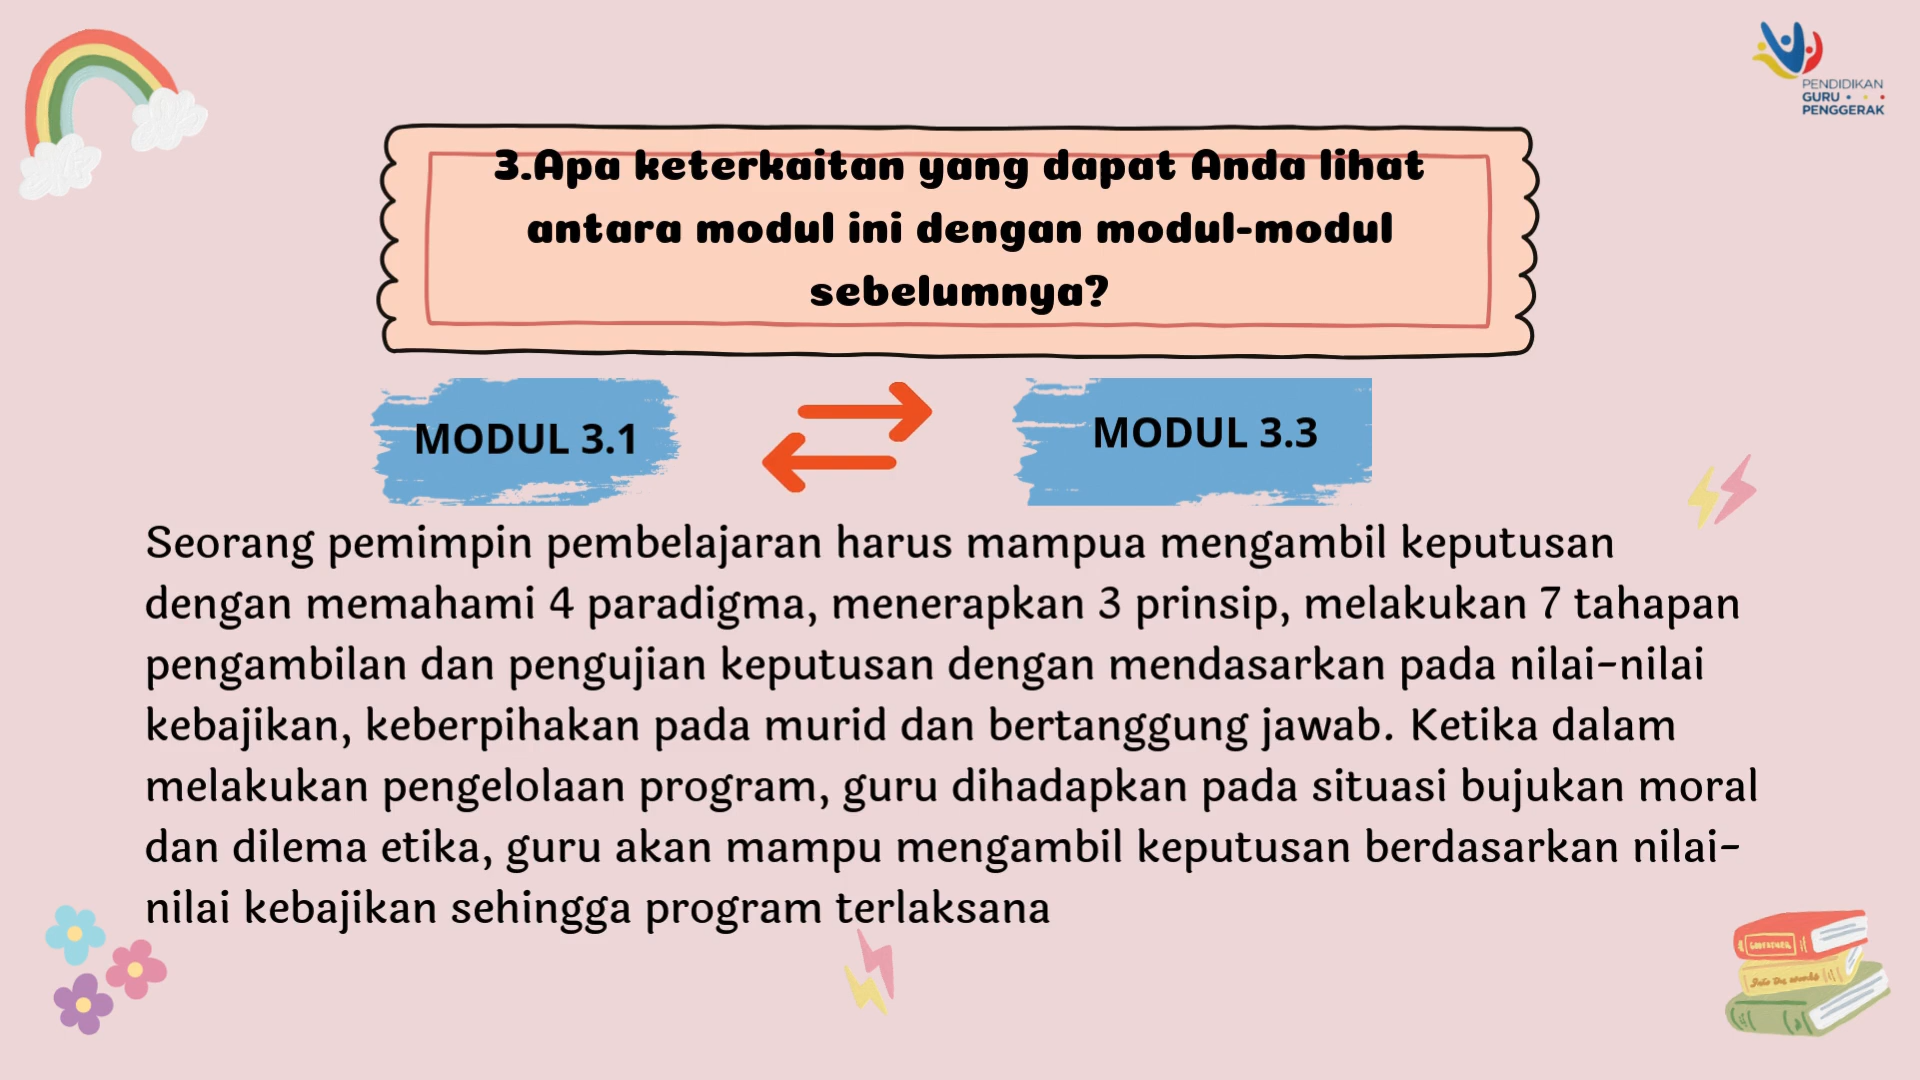 PENDIDIKAN
GURU
PENGGERAK
3.Apa keterkaitan yang dapat Anda lihat
antara modul ini dengan modul-modul
sebelumnya?
MODUL 3.1
MODUL 3.3
Seorang pemimpin pembelajaran harus mampua mengambil keputusan
dengan memahami 4 paradigma, menerapkan 3 prinsip, melakukan 7 tahapan
pengambilan dan pengujian keputusan dengan mendasarkan pada nilai-nilai
kebajikan, keberpihakan pada murid dan bertanggung jawab. Ketika dalam
melakukan pengelolaan program, guru dihadapkan pada situasi bujukan moral
dan dilema etika, guru akan mampu mengambil keputusan berdasarkan nilai-
nilai kebajikan sehingga program terlaksana